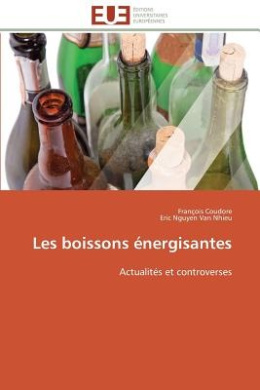 EUE
ÉDITIONS
UNIVERSITAIRES
EUROPÉENNES
François Coudoré
Eric Nguyen Van Nhieu
Les boissons énergisantes
Actualités et controverses